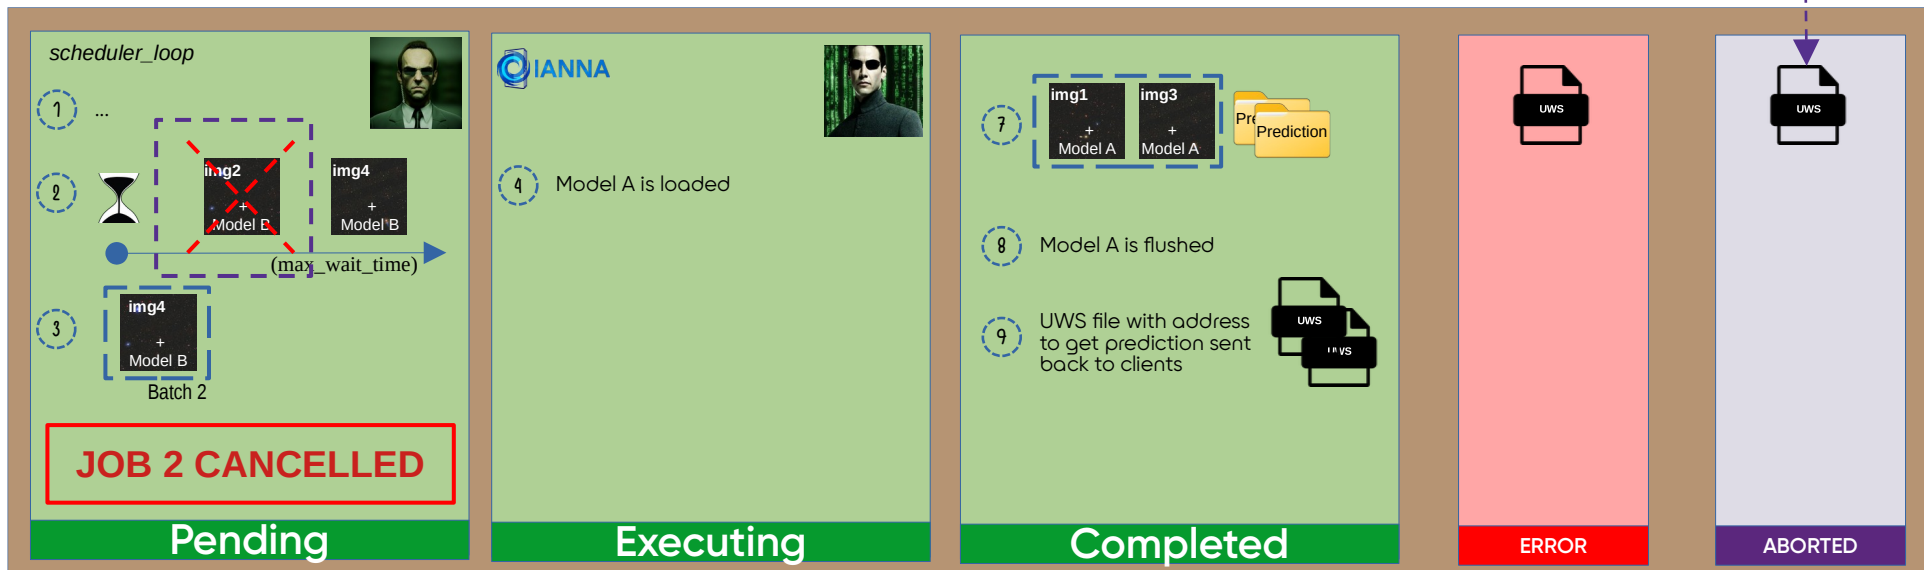 scheduler_loop
1
...
2
img2
+
Model B
img4
+
Model B
(max_wait_time)
3
img4
+
Model B
Batch 2
JOB 2 CANCELLED
Pending
IANNA
4
Model A is loaded
Executing
7
img1
+
Model A
img3
+
Model A
Pre
Prediction
8
Model A is flushed
9
UWS file with address
to get prediction sent
back to clients
UWS
UWS
Completed
UWS
ERROR
UWS
ABORTED